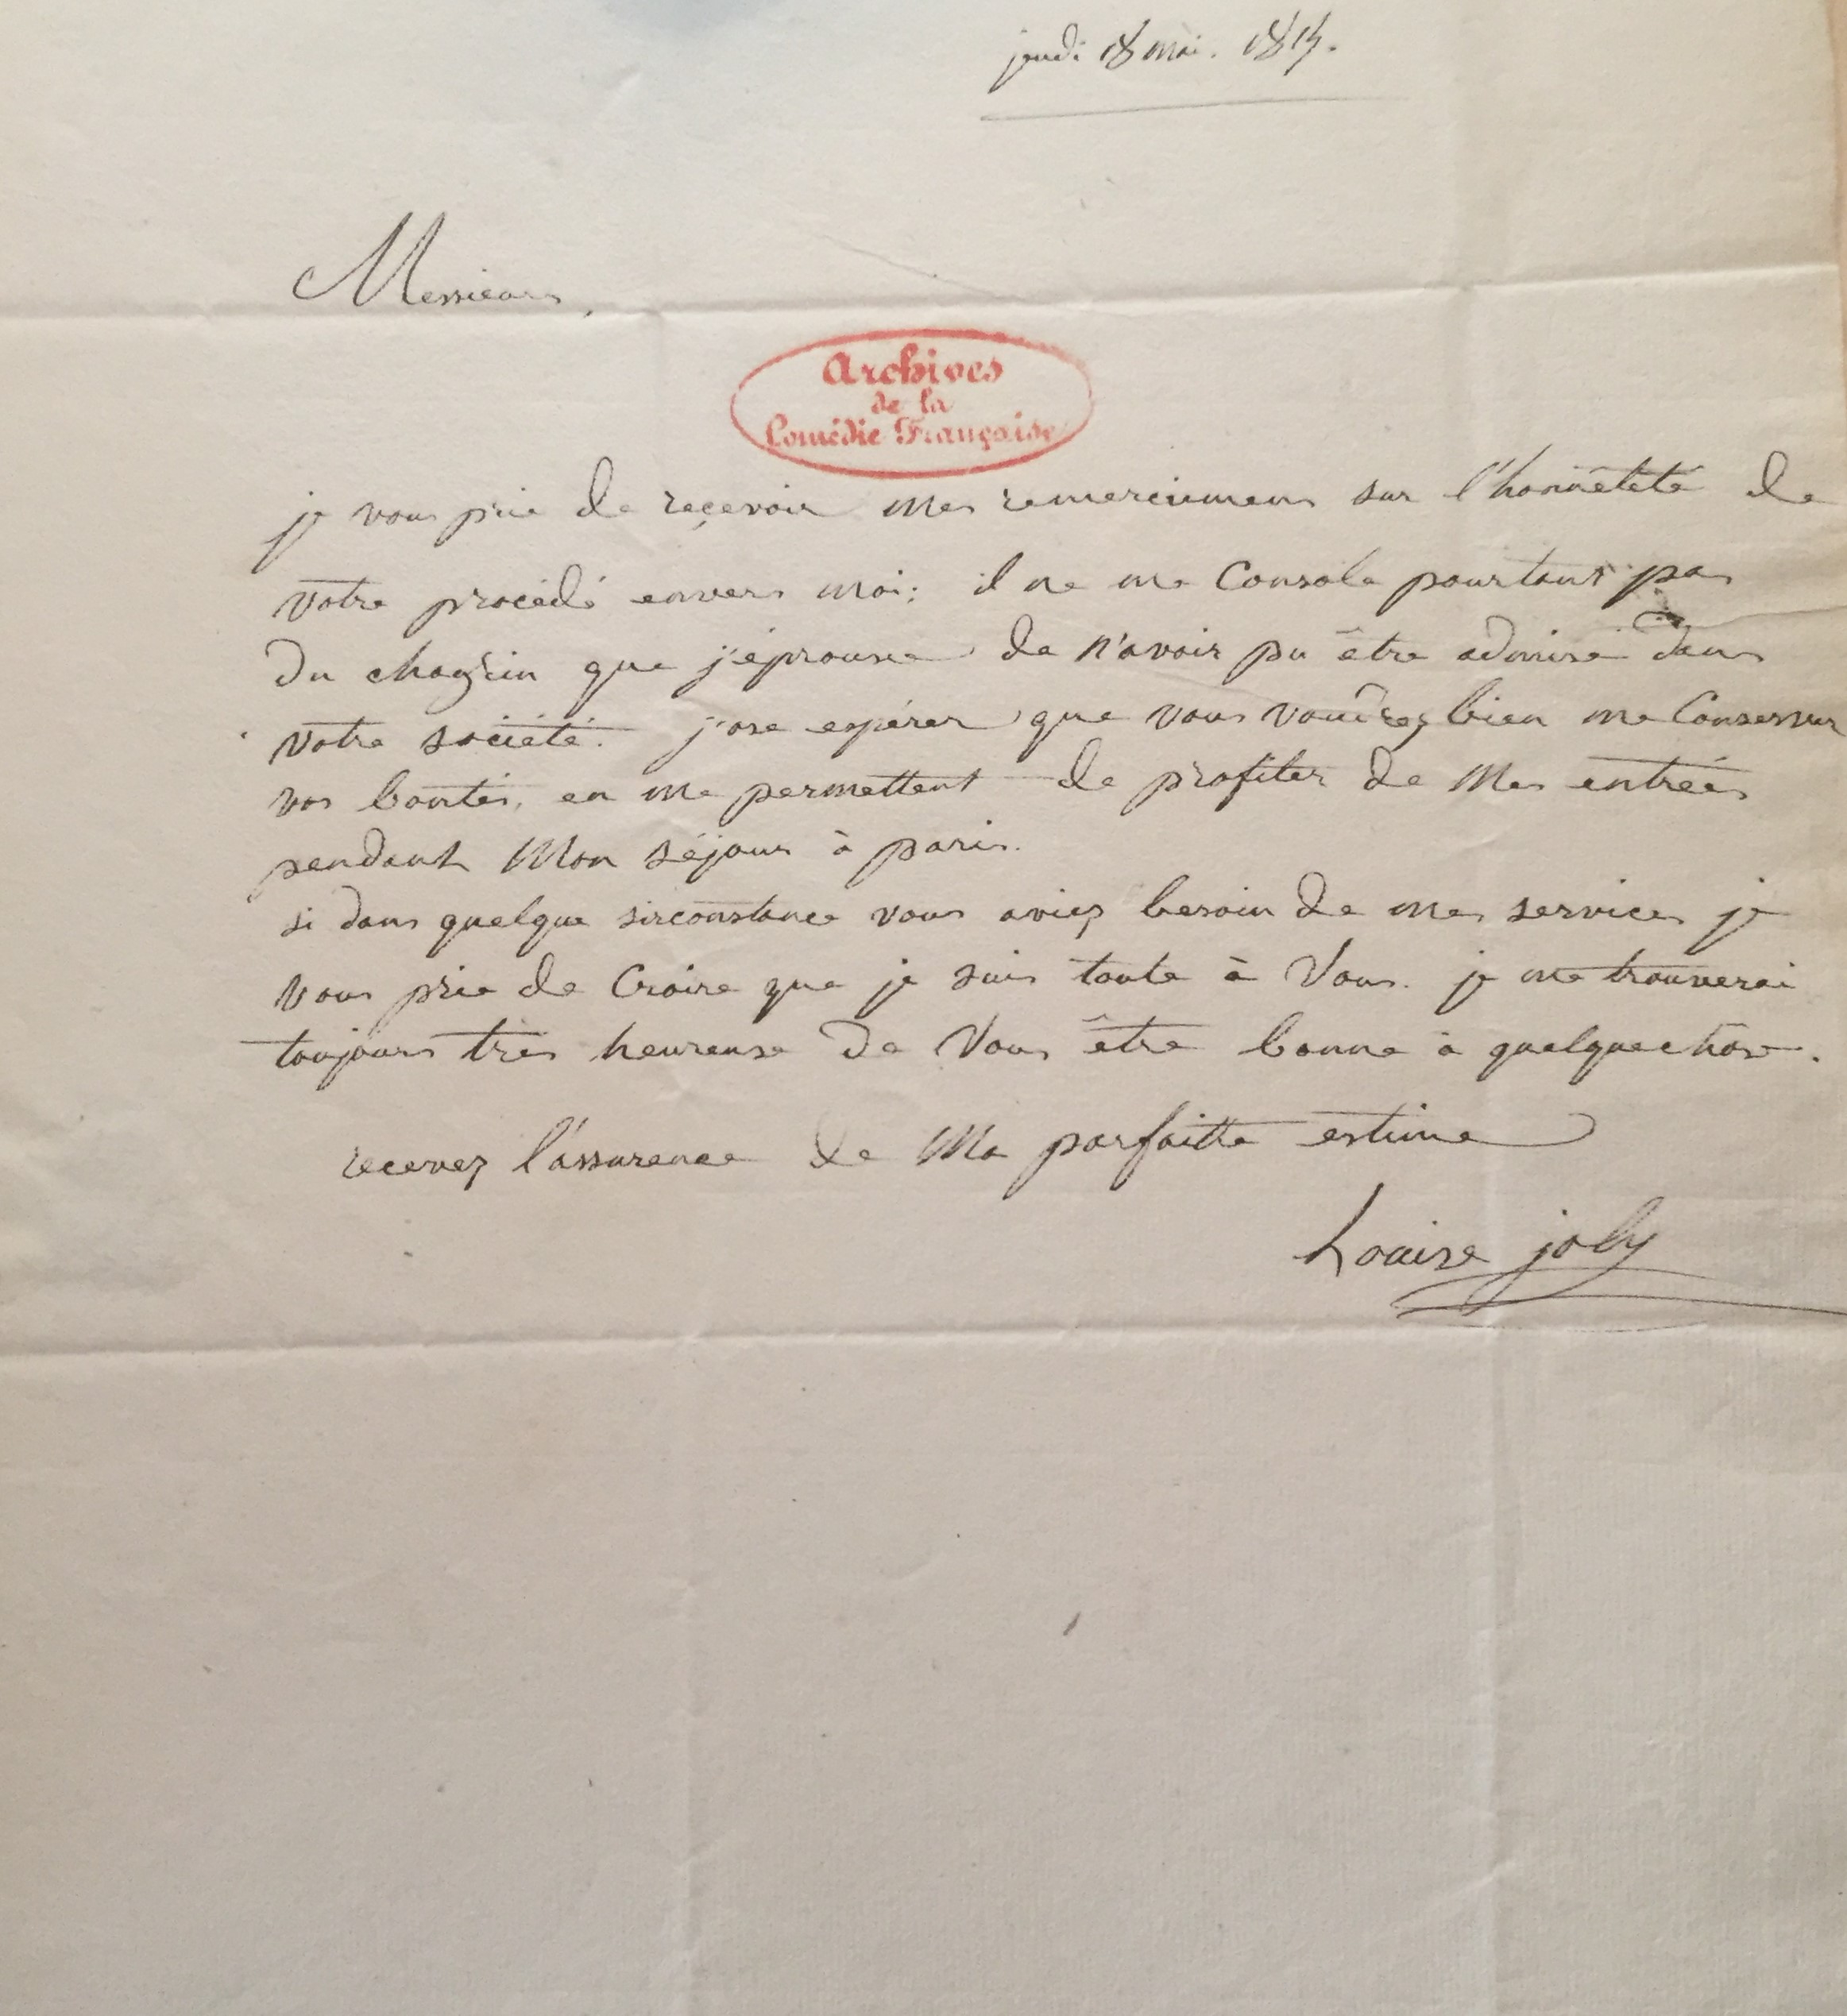 jeudi 18 mai. 1815.
Messieurs,
Archives
de la
Comédie Française
je vous prie de reçevoir mes remerciemens sur l'honnêteté de
votre procédé envers moi; il ne me Console pourtant pas
du chagrin que j'éprouve de n'avoir pu être admise dans
votre société. j'ose espérer que vous voudrez bien me Conserver
vos bontés, en me permettent de profiter de Mes entrées
pendant Mon séjour à paris.
si dans quelque sirconstance vous aviez besoin de mes services je
vous prie de Croire que je suis toute à Vous. je me trouverai
toujours très heureuse de Vous être bonne à quelque chose.
recevez l'assurence de Ma parfaitte estime
Louise joly